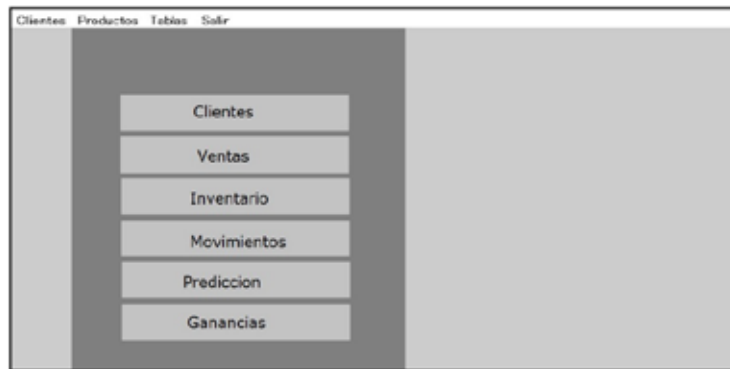 Clientes Productos Tablas Salir
Clientes
Ventas
Inventario
Movimientos
Prediccion
Ganancias